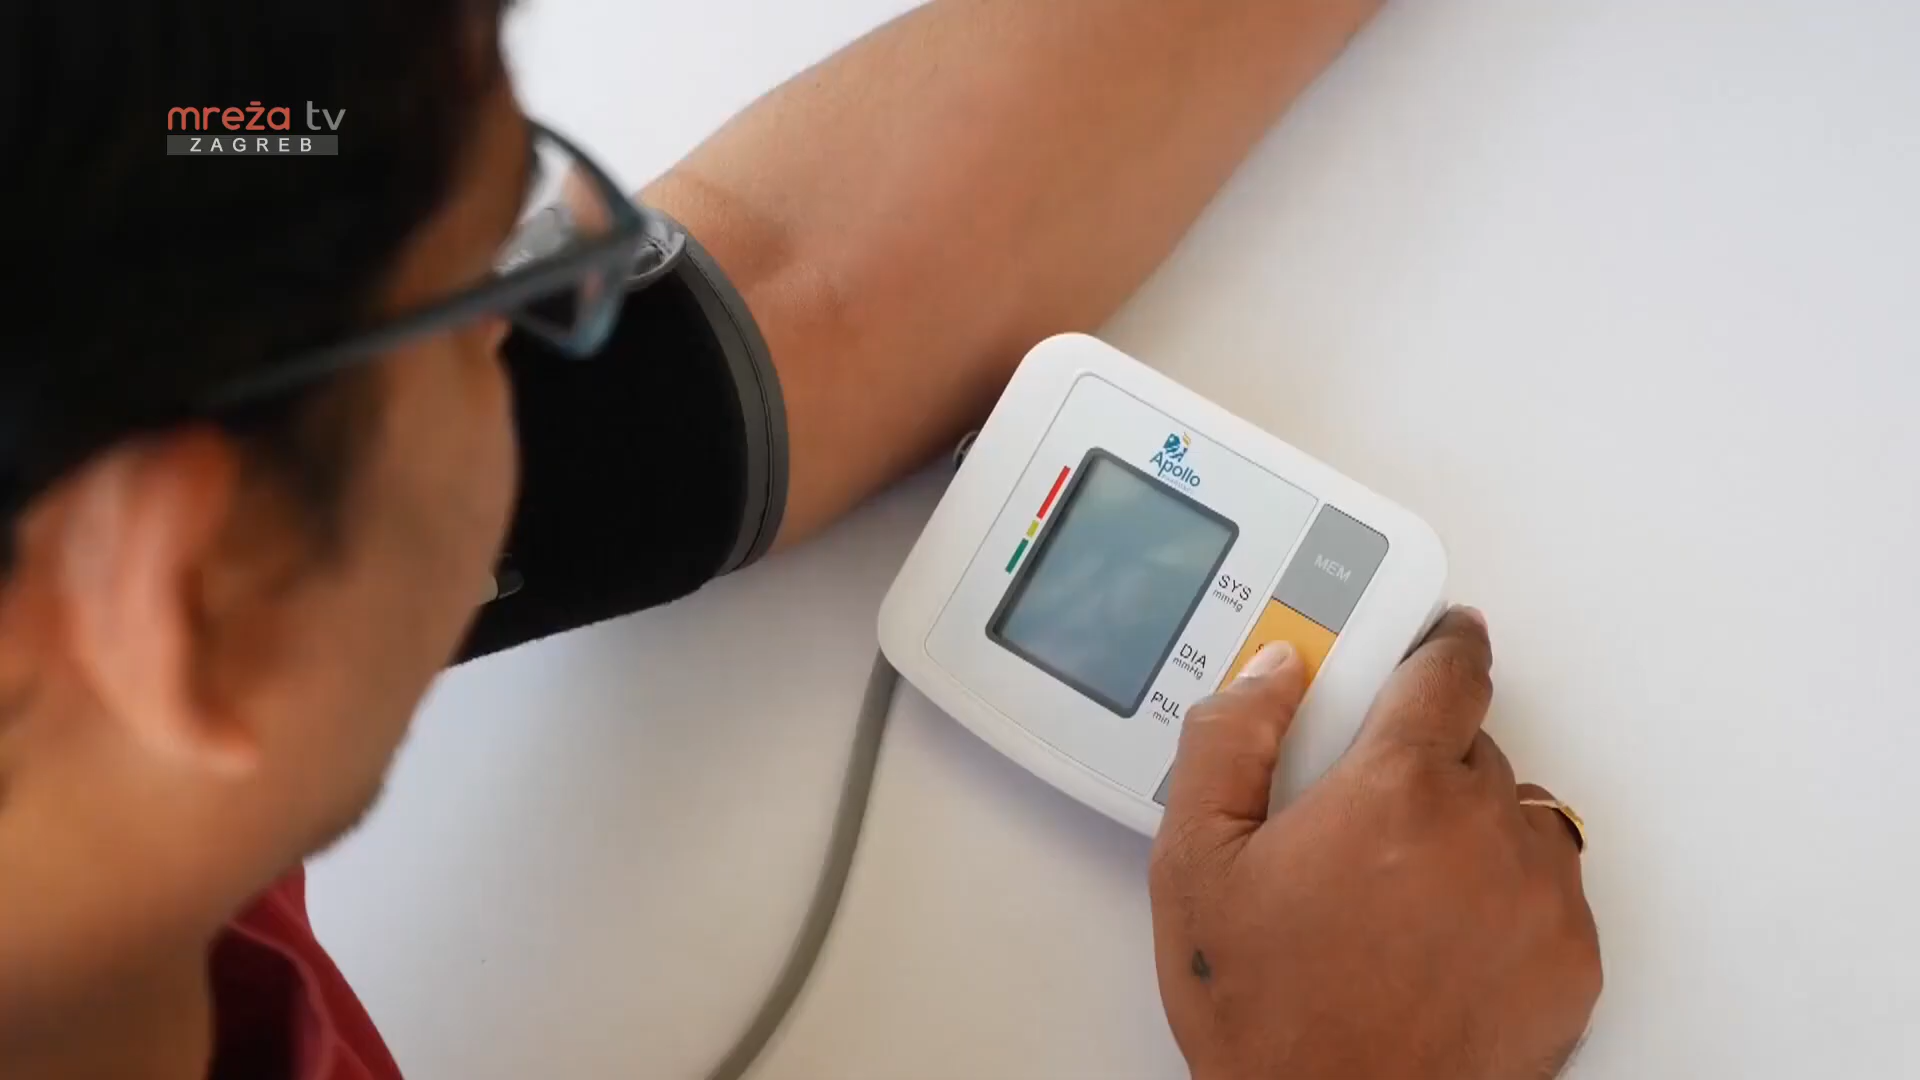 mreža tv
ZAGREB
Apollo
MEM
SYS
mmHg
DIA
mmHg
PUL
min